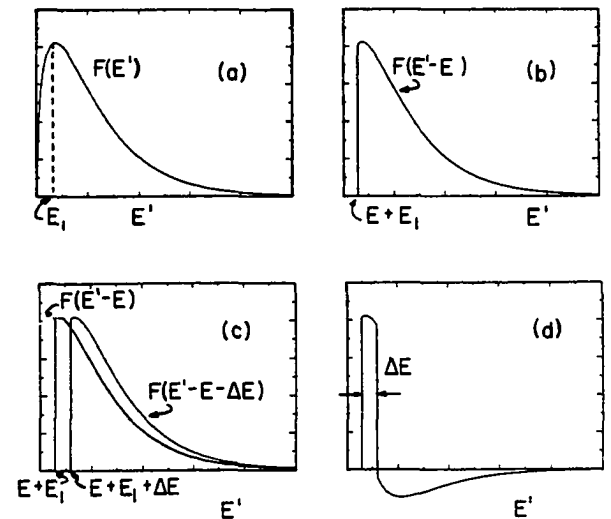 F(E') (a)
E₁ E'
(b)
F(E'-E)
E+E₁ E'
F(E'-E)
(c)
F(E'-E-ΔE)
E+E₁ E+E₁+ΔE
E'
(d)
ΔE
E'